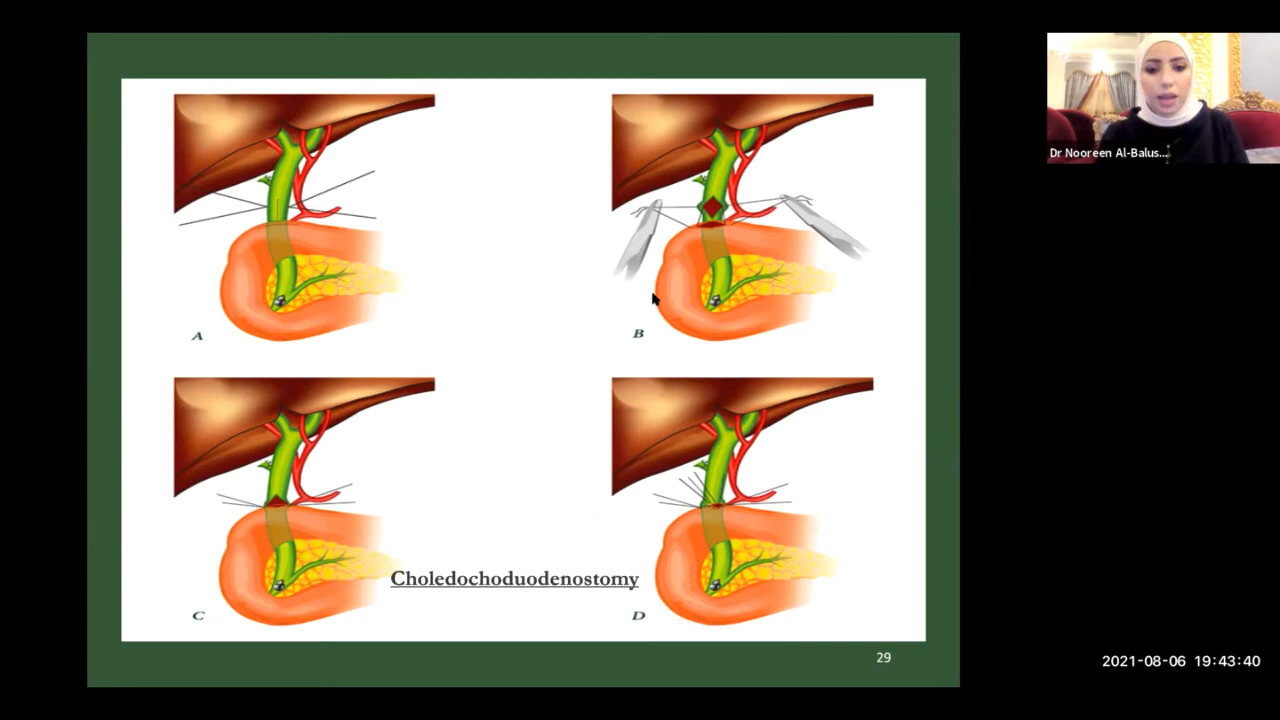 Dr Nooreen Al-Balus...
A
B
C
Choledochoduodenostomy
D
29
2021-08-06 19:43:40